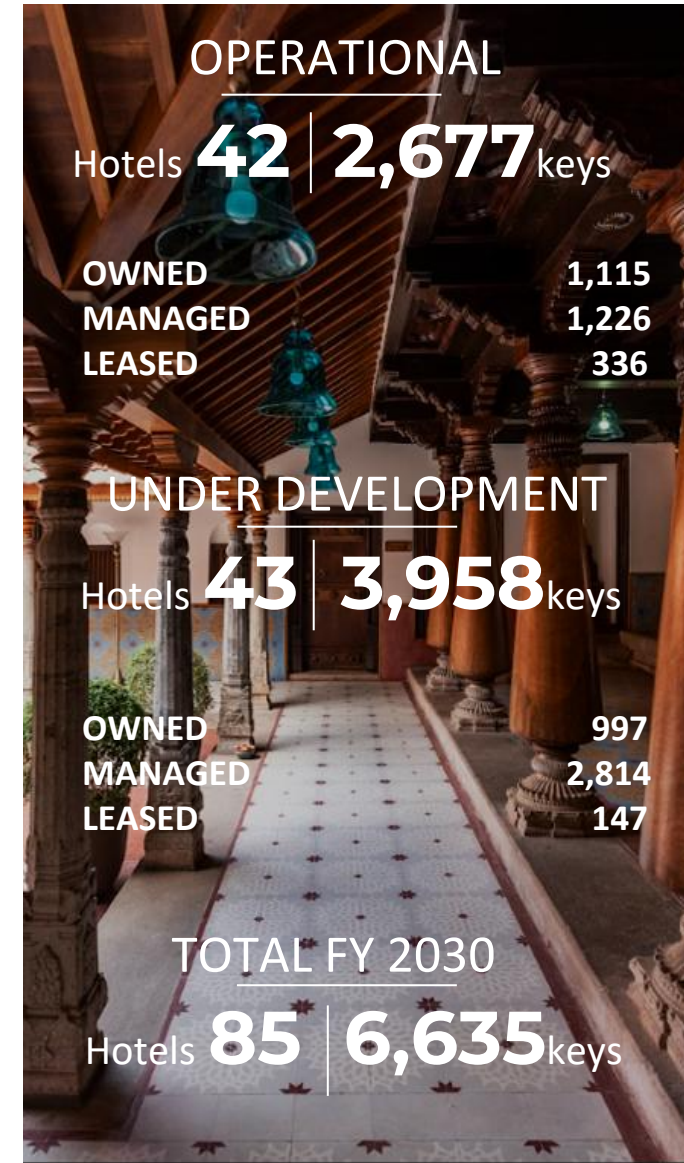 OPERATIONAL
Hotels 42 | 2,677 keys
OWNED 1,115
MANAGED 1,226
LEASED 336
UNDER DEVELOPMENT
Hotels 43 | 3,958 keys
OWNED 997
MANAGED 2,814
LEASED 147
TOTAL FY 2030
Hotels 85 | 6,635 keys